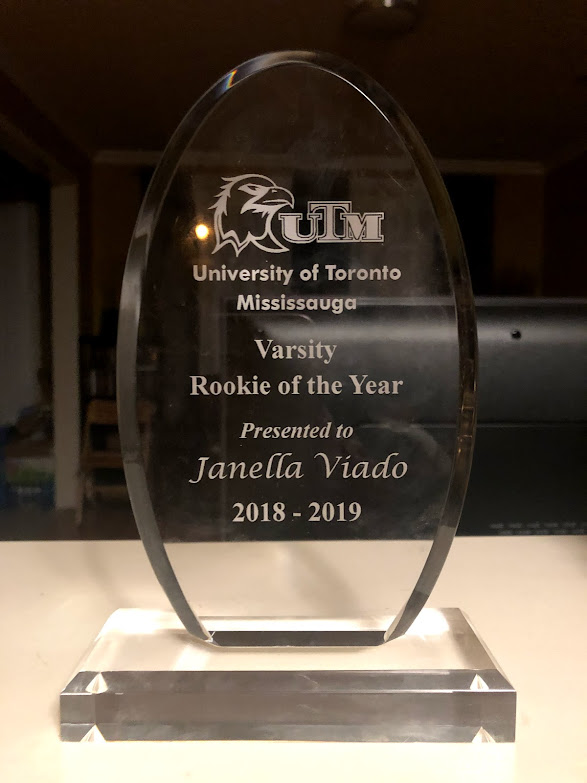 UTM
University of Toronto
Mississauga
Varsity
Rookie of the Year
Presented to
Janella Viado
2018 - 2019